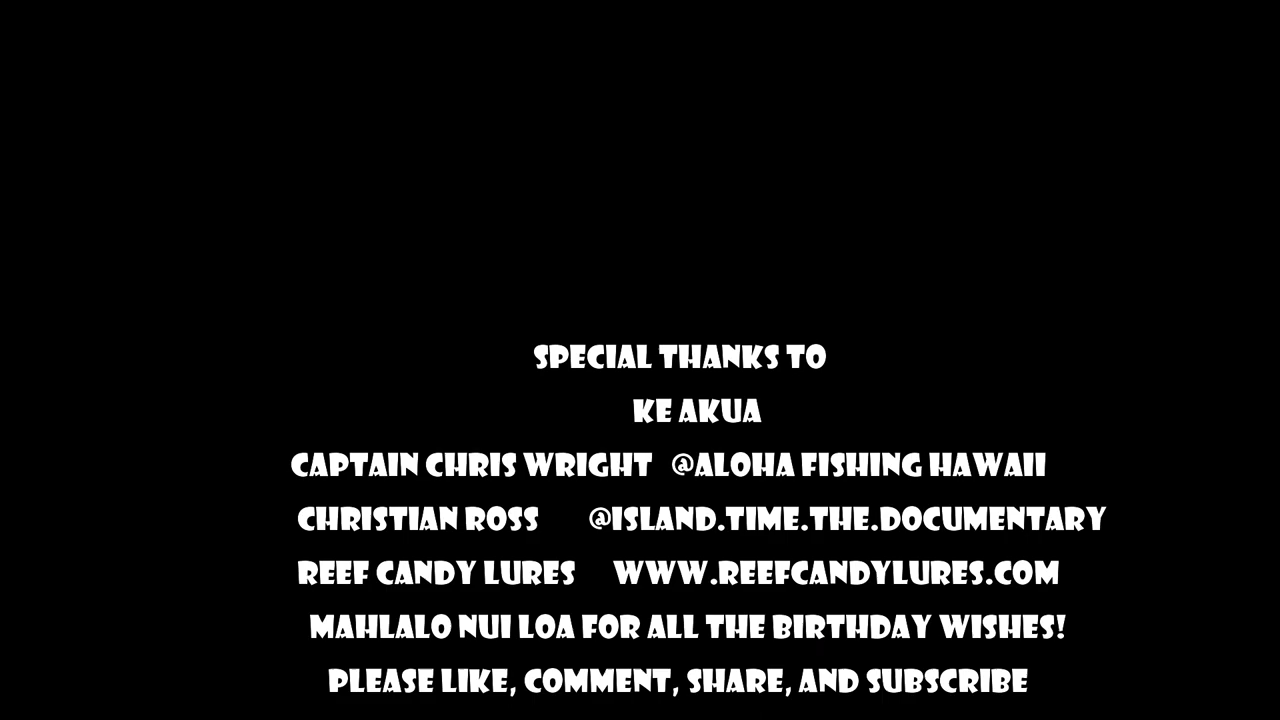 SPECIAL THANKS TO
KE AKUA
CAPTAIN CHRIS WRIGHT @ALOHA FISHING HAWAII
CHRISTIAN ROSS @ISLAND.TIME.THE.DOCUMENTARY
REEF CANDY LURES WWW.REEFCANDYLURES.COM
MAHLALO NUI LOA FOR ALL THE BIRTHDAY WISHES!
PLEASE LIKE, COMMENT, SHARE, AND SUBSCRIBE